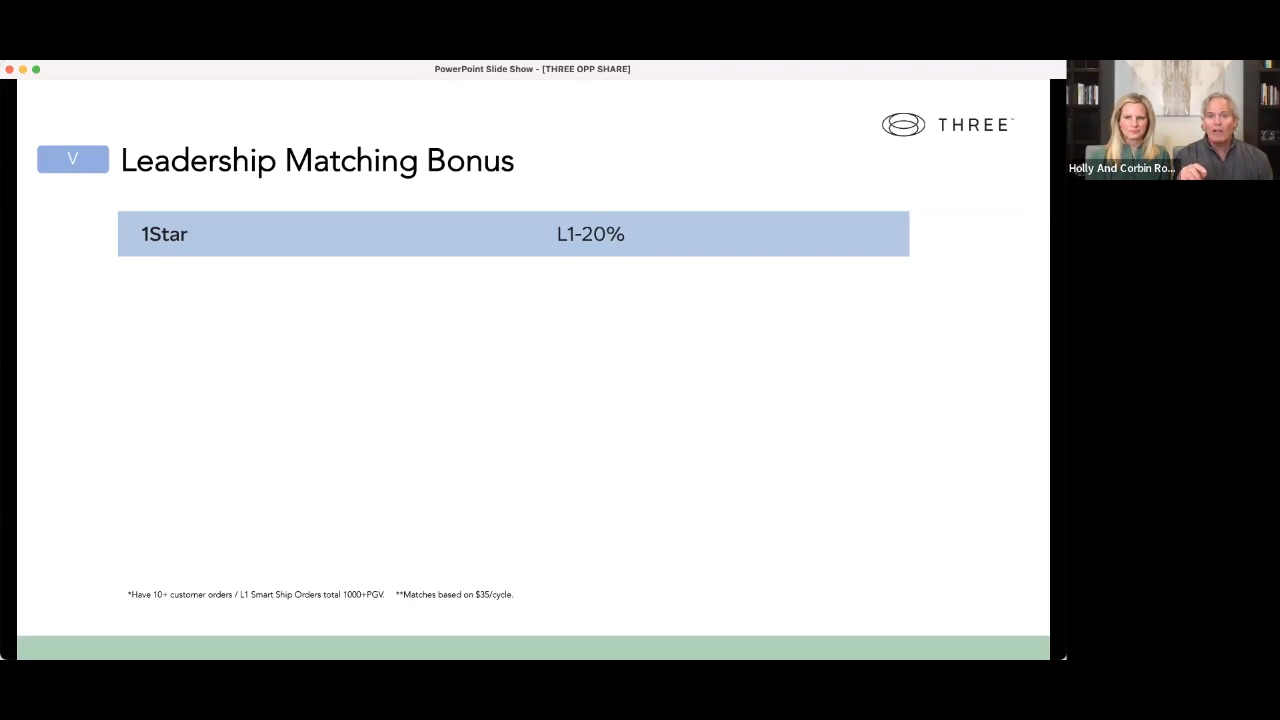 PowerPoint Slide Show - [THREE OPP SHARE]
THREE™
V
Leadership Matching Bonus
1Star L1-20%
Holly And Corbin Ro...
*Have 10+ customer orders / L1 Smart Ship Orders total 1000+PGV. **Matches based on $35/cycle.